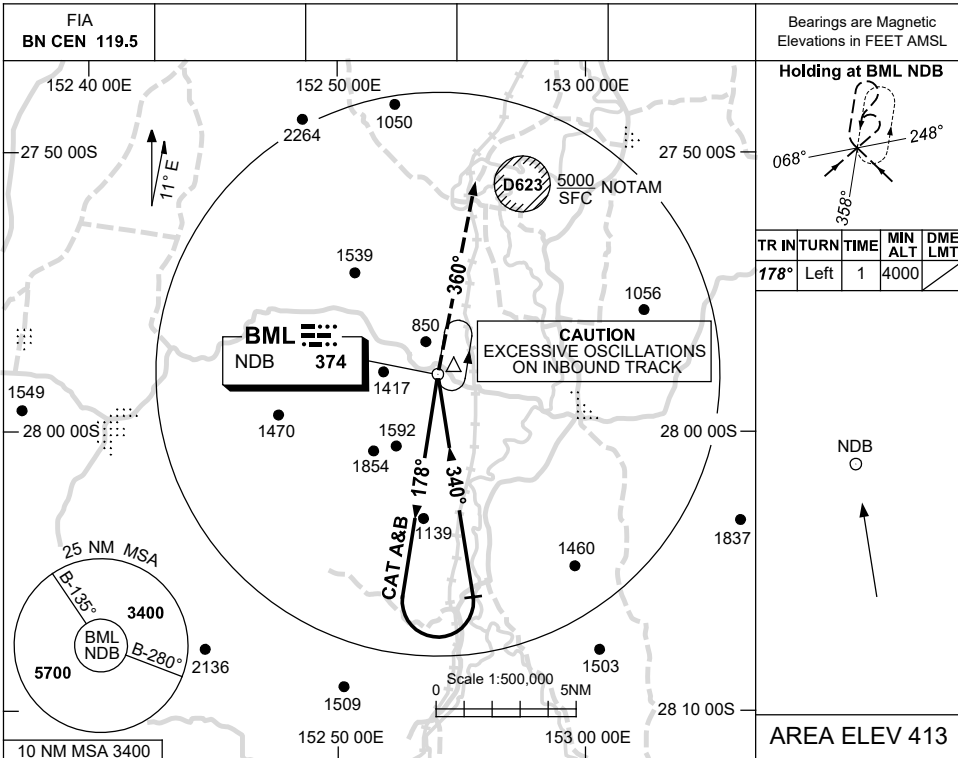 FIA
BN CEN 119.5
Bearings are Magnetic
Elevations in FEET AMSL
152 40 00E
152 50 00E
153 00 00E
2264
1050
27 50 00S
27 50 00S
11° E
D623
5000
SFC
NOTAM
1539
360°
1056
850
BML
NDB 374
CAUTION
EXCESSIVE OSCILLATIONS
ON INBOUND TRACK
1417
1549
1470
28 00 00S
28 00 00S
1592
1854
178°
340°
1139
CAT A&B
1837
1460
25 NM MSA
B-135°
3400
BML
NDB
B-280°
5700
2136
1503
1509
Scale 1:500,000
0
5NM
28 10 00S
152 50 00E
153 00 00E
10 NM MSA 3400
Holding at BML NDB
248°
068°
358°
TR IN TURN TIME MIN ALT DME LMT
178° Left 1 4000
NDB
AREA ELEV 413